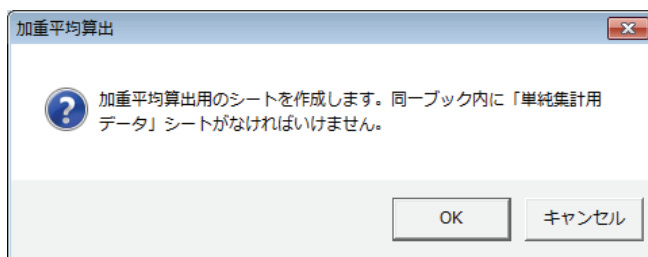 加重平均算出
加重平均算出用のシートを作成します。同一ブック内に「単純集計用
データ」シートがなければいけません。
OK
キャンセル